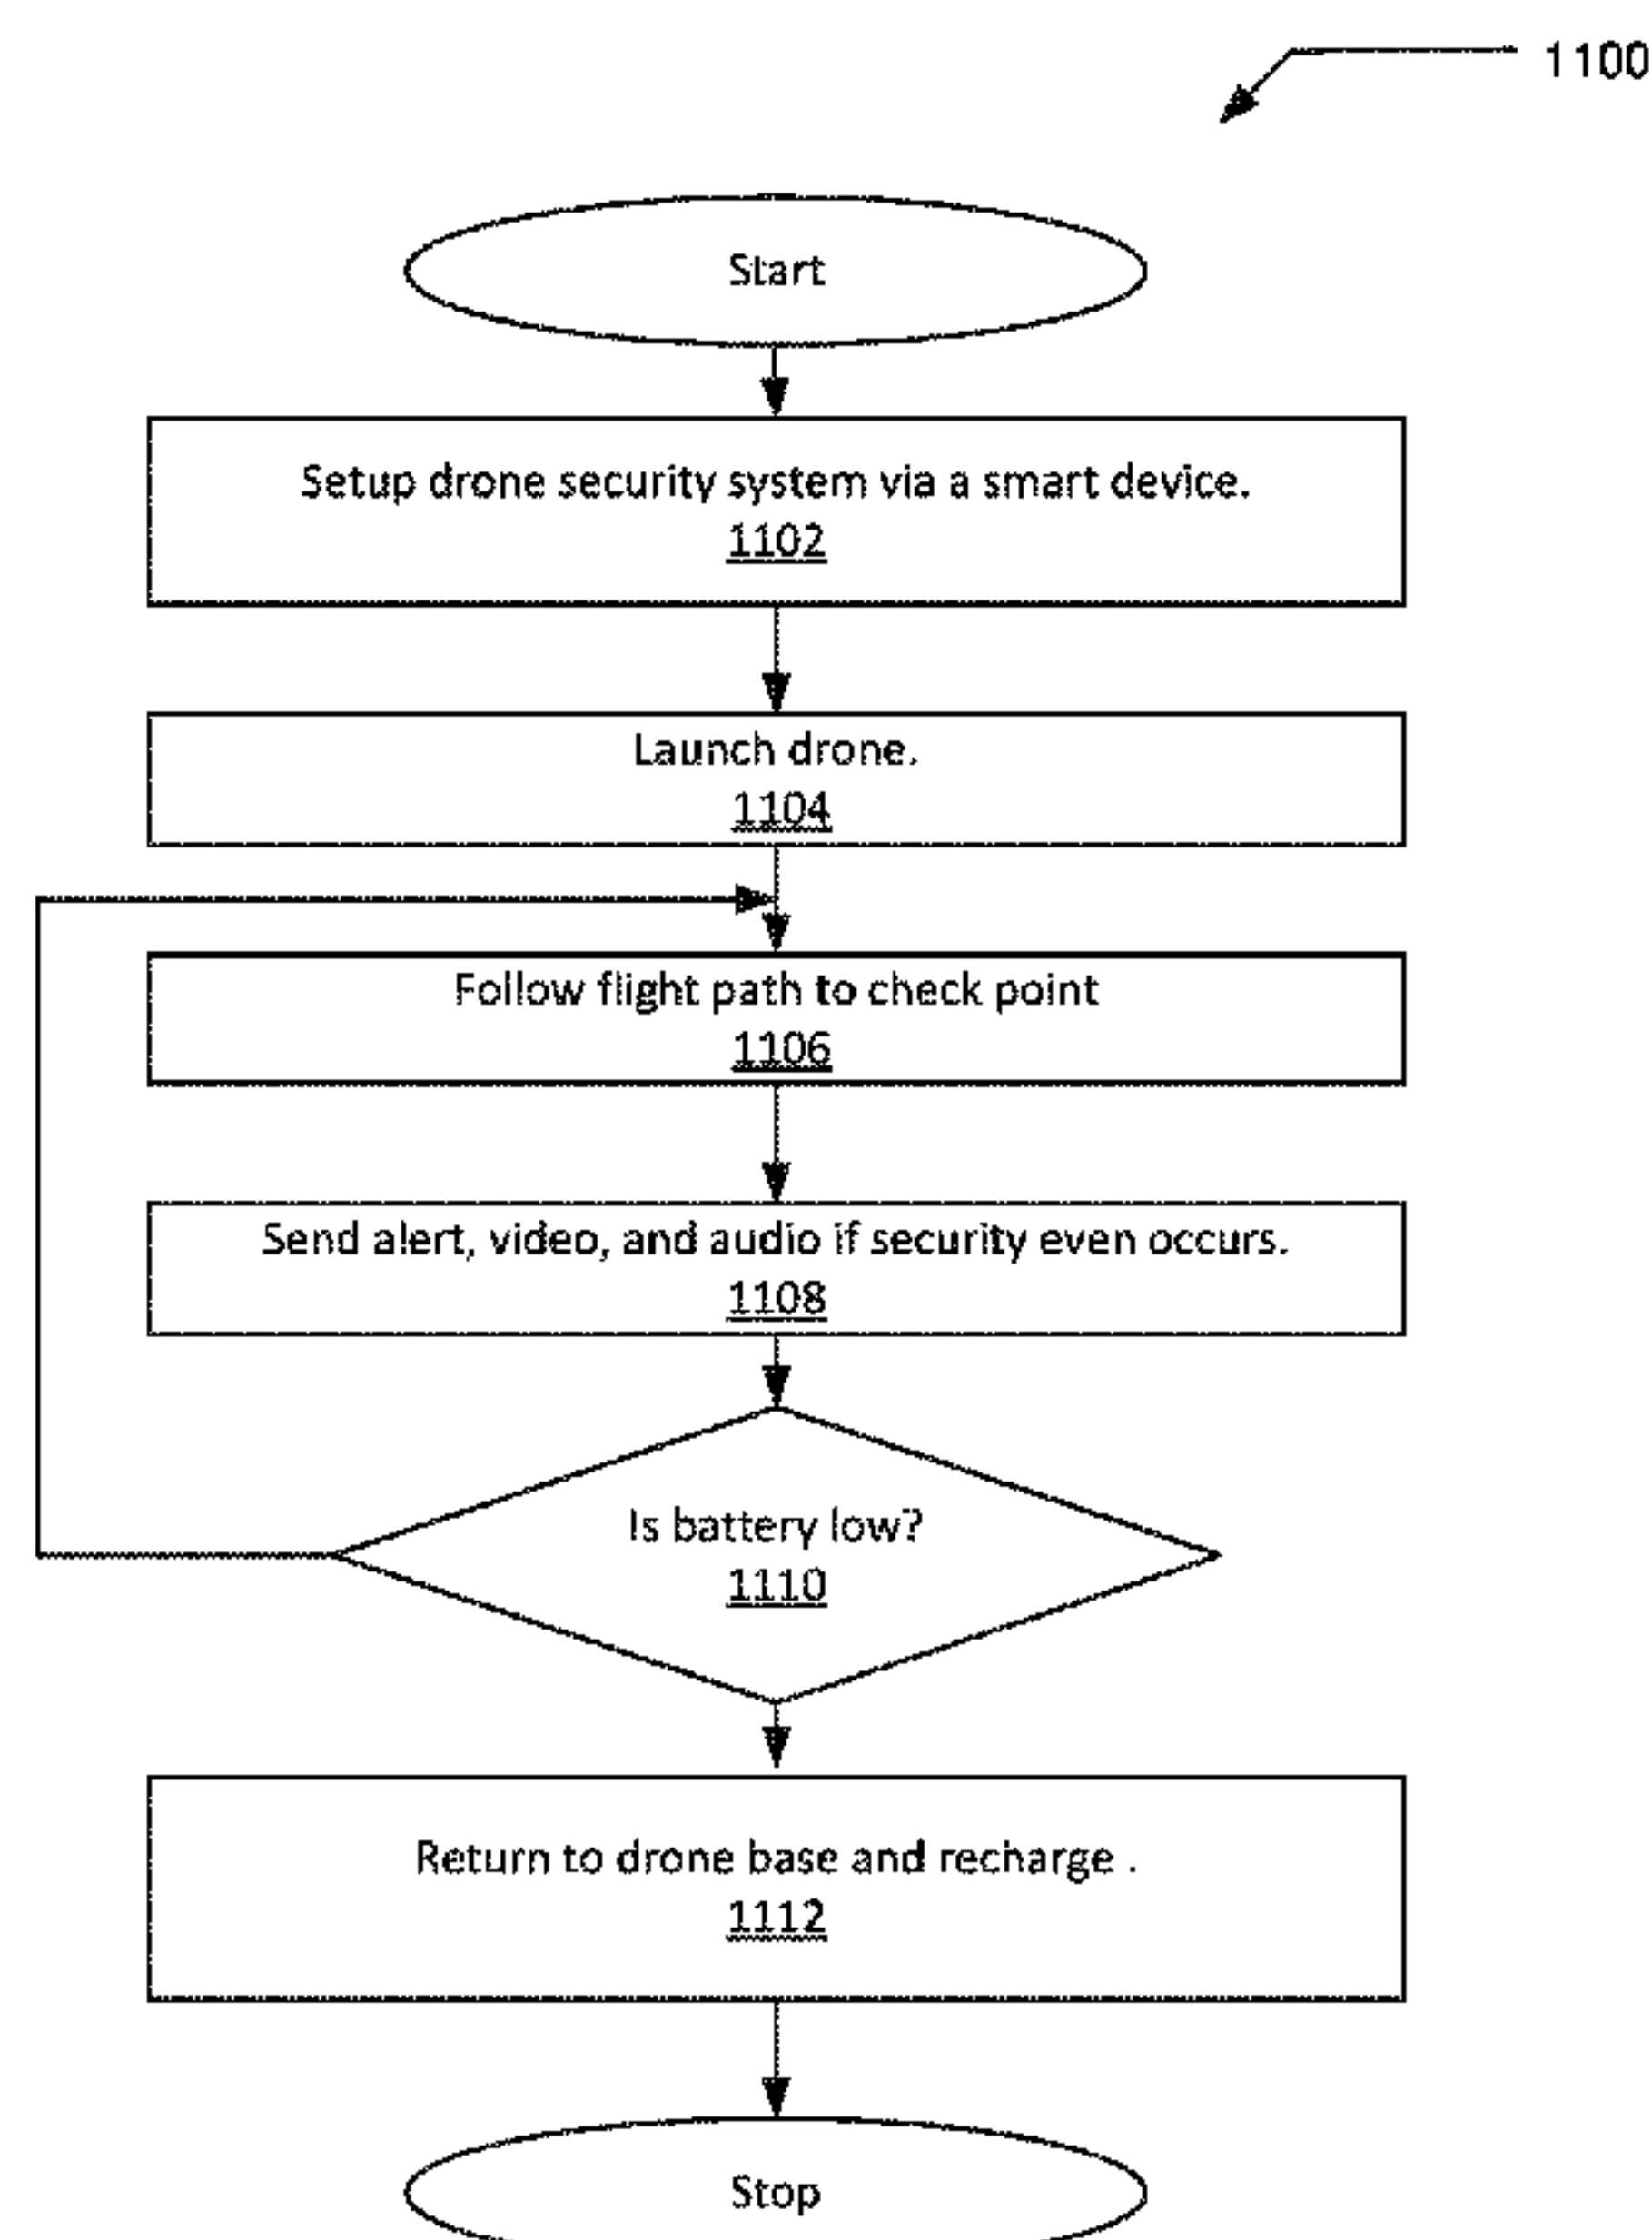 1100
Start
Setup drone security system via a smart device.
1102
Launch drone.
1104
Follow flight path to check point
1106
Send alert, video, and audio if security even occurs.
1108
Is battery low?
1110
Return to drone base and recharge .
1112
Stop